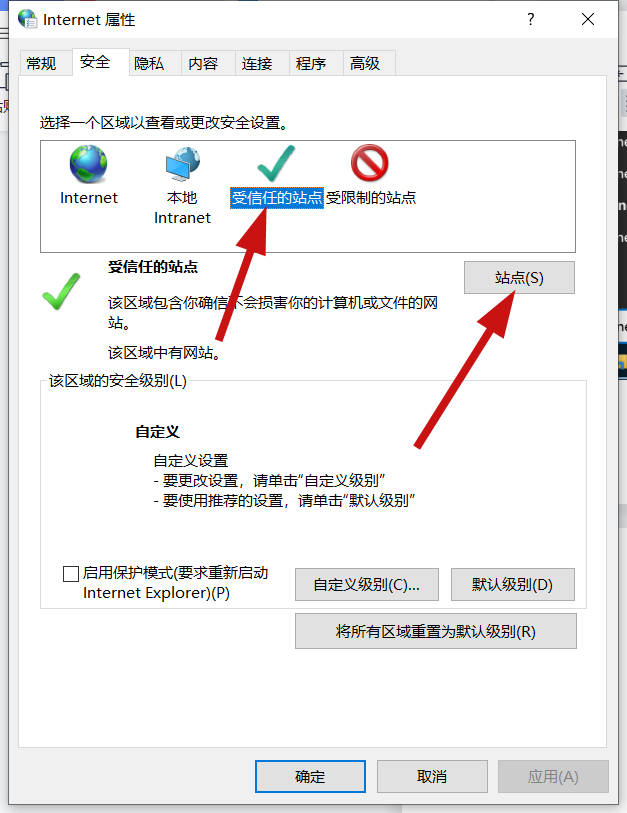 Internet 属性
?
常规 安全 隐私 内容 连接 程序 高级
选择一个区域以查看或更改安全设置。
Internet
本地
Intranet
受信任的站点
受限制的站点
受信任的站点
站点(S)
该区域包含你确信不会损害你的计算机或文件的网
站。
该区域中有网站。
该区域的安全级别(L)
自定义
自定义设置
- 要更改设置，请单击“自定义级别”
- 要使用推荐的设置，请单击“默认级别”
启用保护模式(要求重新启动
Internet Explorer)(P)
自定义级别(C)...
默认级别(D)
将所有区域重置为默认级别(R)
确定
取消
应用(A)